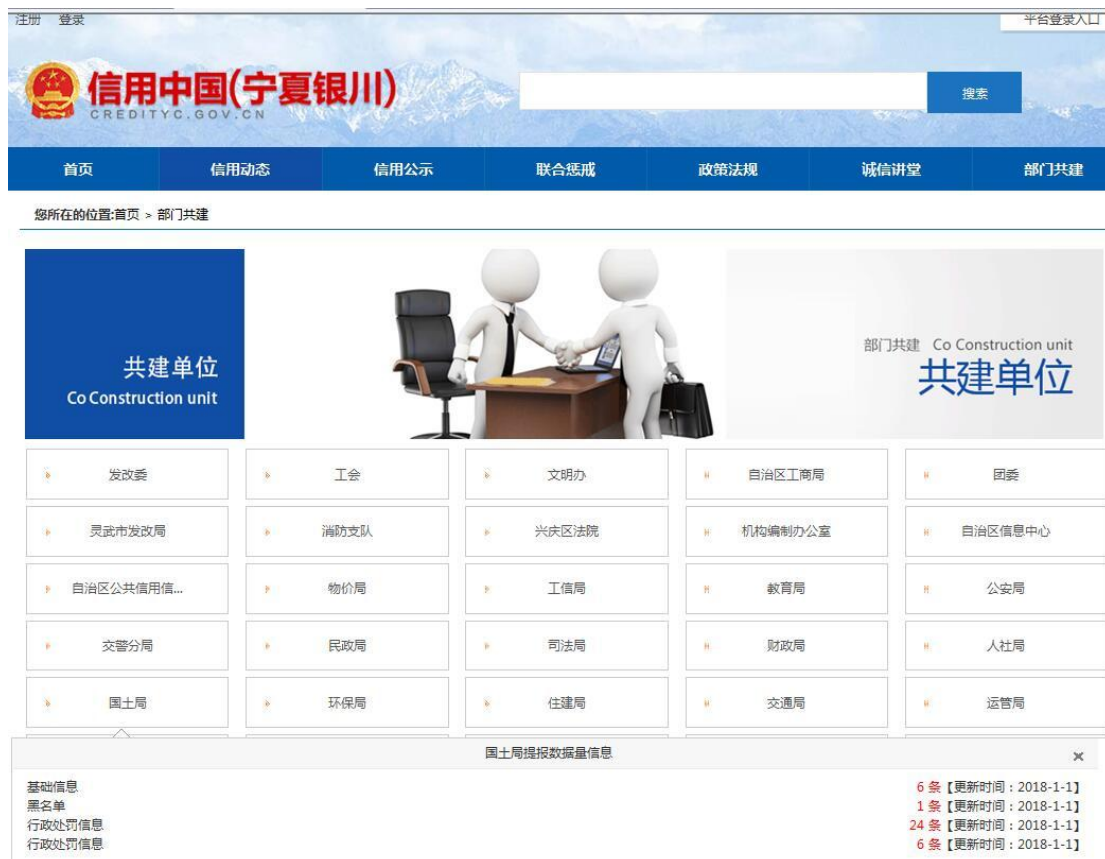 注册 登录 平台登录入口
信用中国(宁夏银川)
CREDITYC.GOV.CN
搜索
首页 信用动态 信用公示 联合惩戒 政策法规 诚信讲堂 部门共建
您所在的位置:首页 > 部门共建
共建单位
Co Construction unit
部门共建 Co Construction unit
共建单位
发改委 工会 文明办 自治区工商局 团委
灵武市发改局 消防支队 兴庆区法院 机构编制办公室 自治区信息中心
自治区公共信用信... 物价局 工信局 教育局 公安局
交警分局 民政局 司法局 财政局 人社局
国土局 环保局 住建局 交通局 运管局
国土局提报数据量信息 ×
基础信息 6 条【更新时间：2018-1-1】
黑名单 1 条【更新时间：2018-1-1】
行政处罚信息 24 条【更新时间：2018-1-1】
行政处罚信息 6 条【更新时间：2018-1-1】